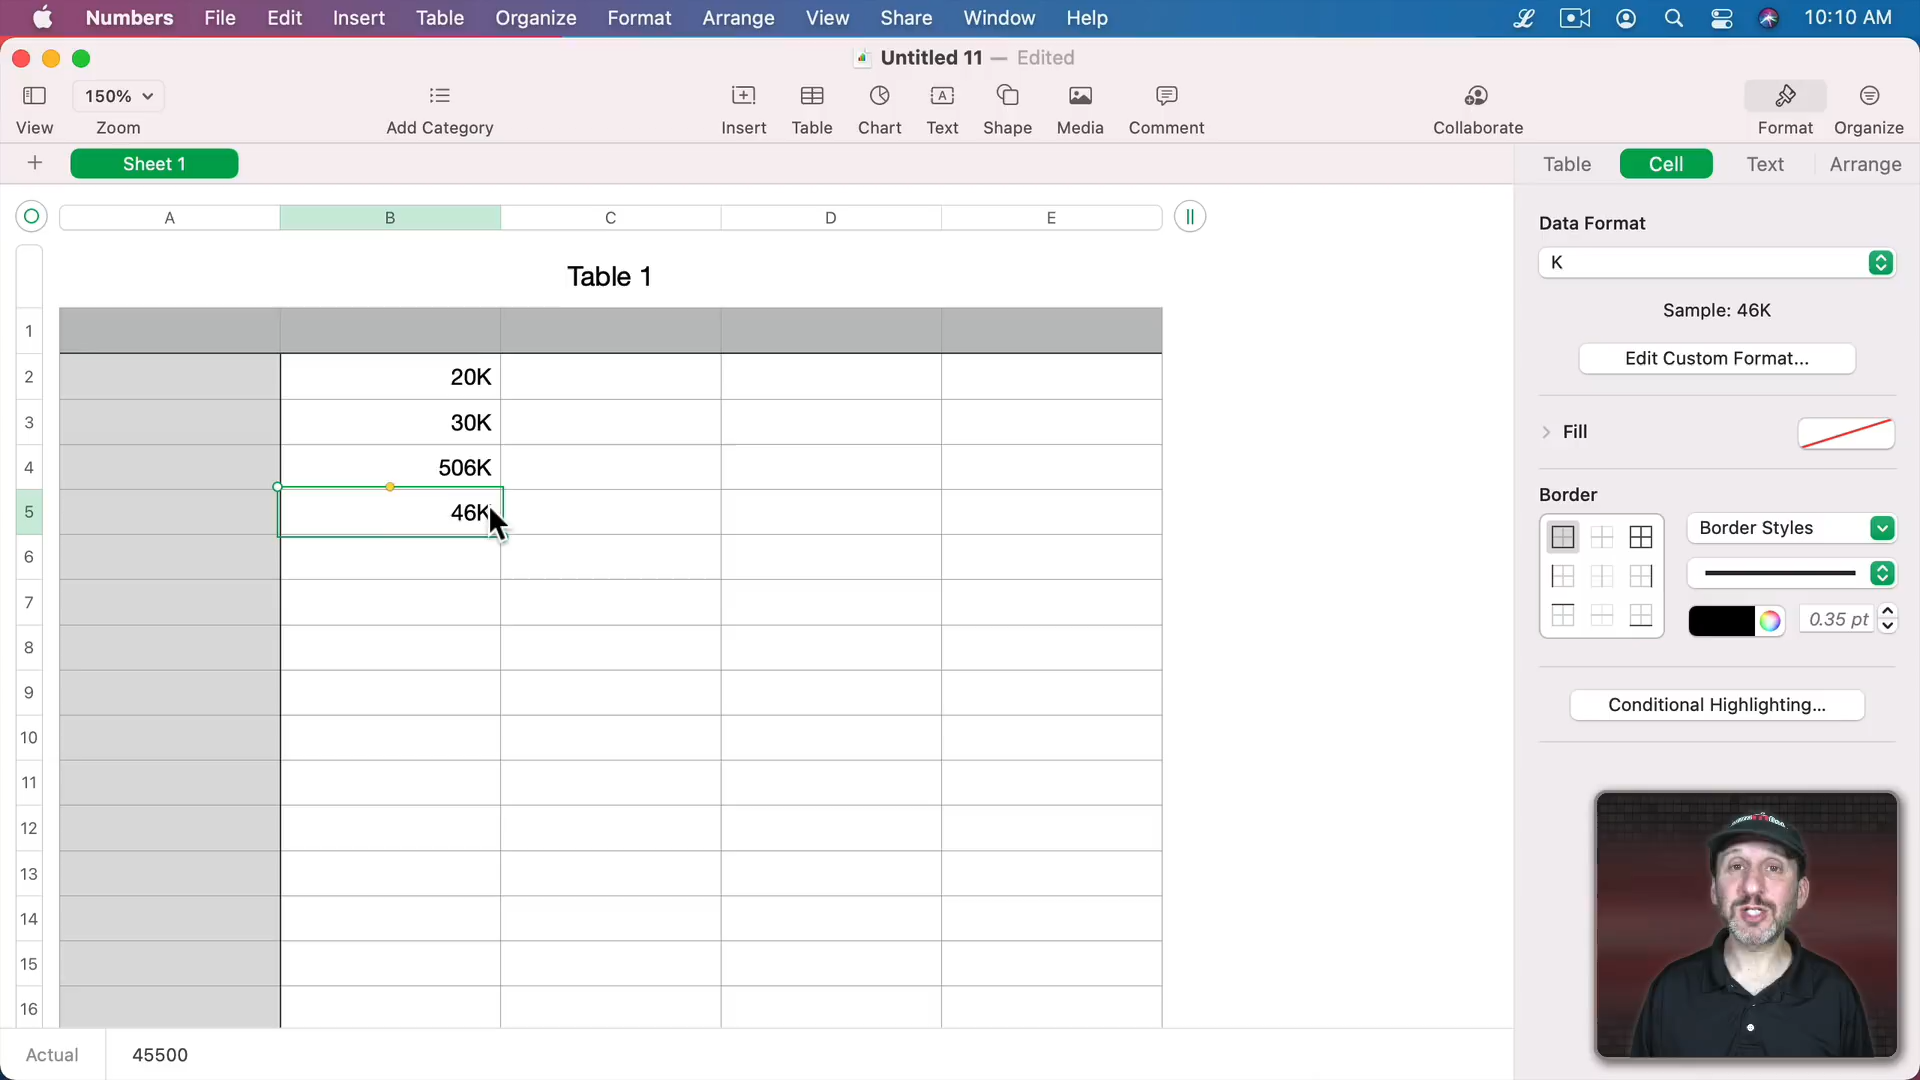 Numbers File Edit Insert Table Organize Format Arrange View Share Window Help 10:10 AM
Untitled 11 — Edited
150%
View Zoom Add Category Insert Table Chart Text Shape Media Comment Collaborate Format Organize
Sheet 1
Table Cell Text Arrange
A B C D E
Table 1
1
2 20K
3 30K
4 506K
5 46K
6
7
8
9
10
11
12
13
14
15
16
Actual 45500
Data Format
K
Sample: 46K
Edit Custom Format...
Fill
Border
Border Styles
0.35 pt
Conditional Highlighting...